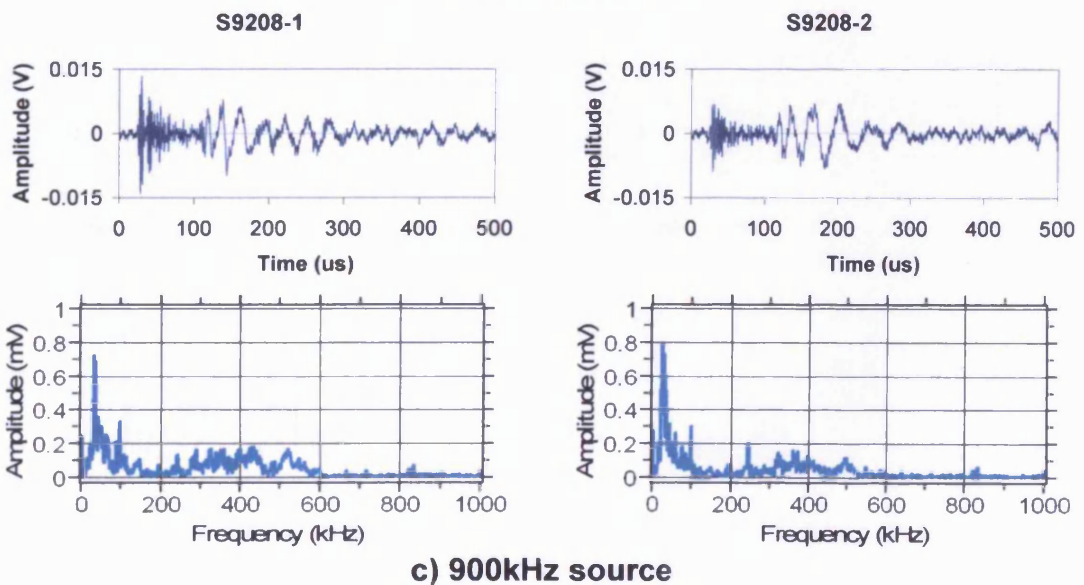 S9208-1
S9208-2
Amplitude (V)
0.015
0
-0.015
0 100 200 300 400 500
Time (us)
Amplitude (V)
0.015
0
-0.015
0 100 200 300 400 500
Time (us)
Amplitude (mV)
1
0.8
0.6
0.4
0.2
0
0 200 400 600 800 1000
Frequency (kHz)
Amplitude (mV)
1
0.8
0.6
0.4
0.2
0
0 200 400 600 800 1000
Frequency (kHz)
c) 900kHz source